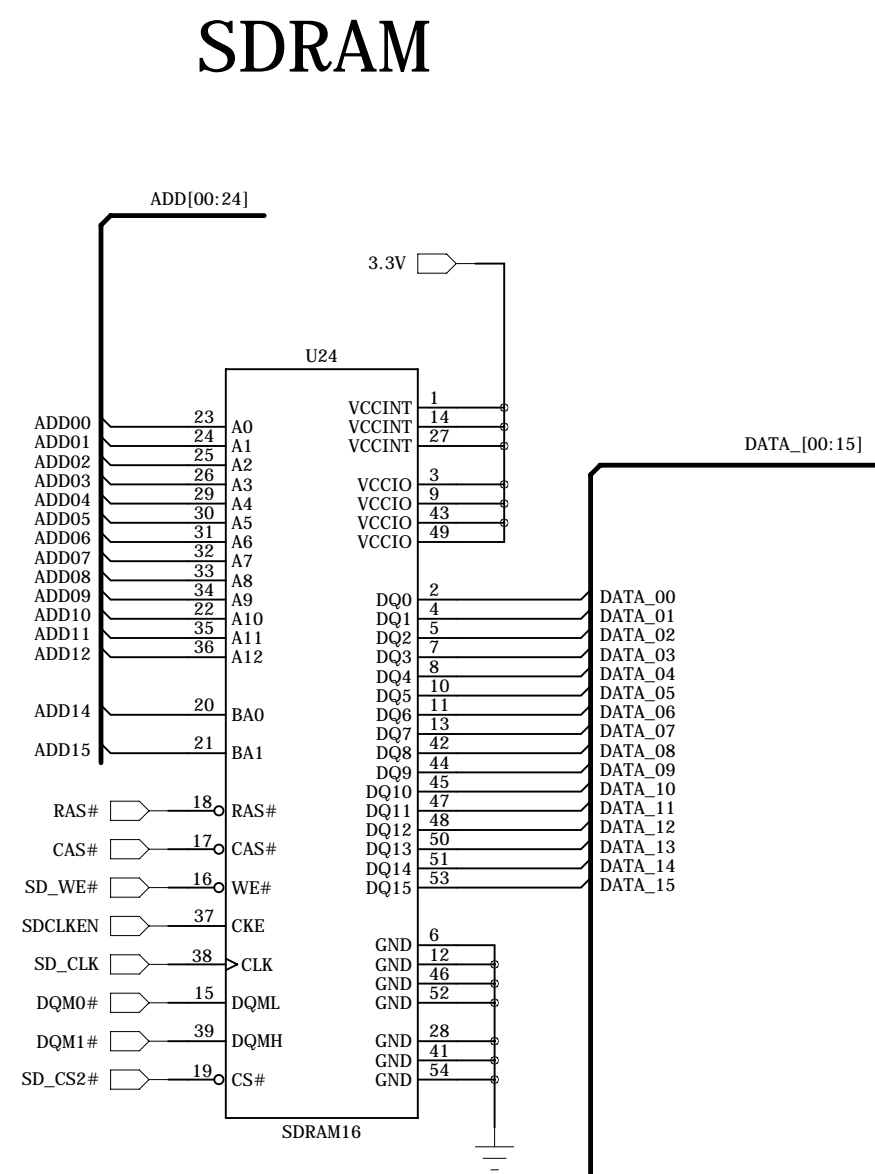 SDRAM
ADD[00:24]
3.3V
U24
DATA_[00:15]
ADD00 23 A0
ADD01 24 A1
ADD02 25 A2
ADD03 26 A3
ADD04 29 A4
ADD05 30 A5
ADD06 31 A6
ADD07 32 A7
ADD08 33 A8
ADD09 34 A9
ADD10 22 A10
ADD11 35 A11
ADD12 36 A12
ADD14 20 BA0
ADD15 21 BA1
RAS# 18 RAS#
CAS# 17 CAS#
SD_WE# 16 WE#
SDCLKEN 37 CKE
SD_CLK 38 CLK
DQM0# 15 DQML
DQM1# 39 DQMH
SD_CS2# 19 CS#
VCCINT 1
VCCINT 14
VCCINT 27
VCCIO 3
VCCIO 9
VCCIO 43
VCCIO 49
DQ0 2 DATA_00
DQ1 4 DATA_01
DQ2 5 DATA_02
DQ3 7 DATA_03
DQ4 8 DATA_04
DQ5 10 DATA_05
DQ6 11 DATA_06
DQ7 13 DATA_07
DQ8 42 DATA_08
DQ9 44 DATA_09
DQ10 45 DATA_10
DQ11 47 DATA_11
DQ12 48 DATA_12
DQ13 50 DATA_13
DQ14 51 DATA_14
DQ15 53 DATA_15
GND 6
GND 12
GND 46
GND 52
GND 28
GND 41
GND 54
SDRAM16